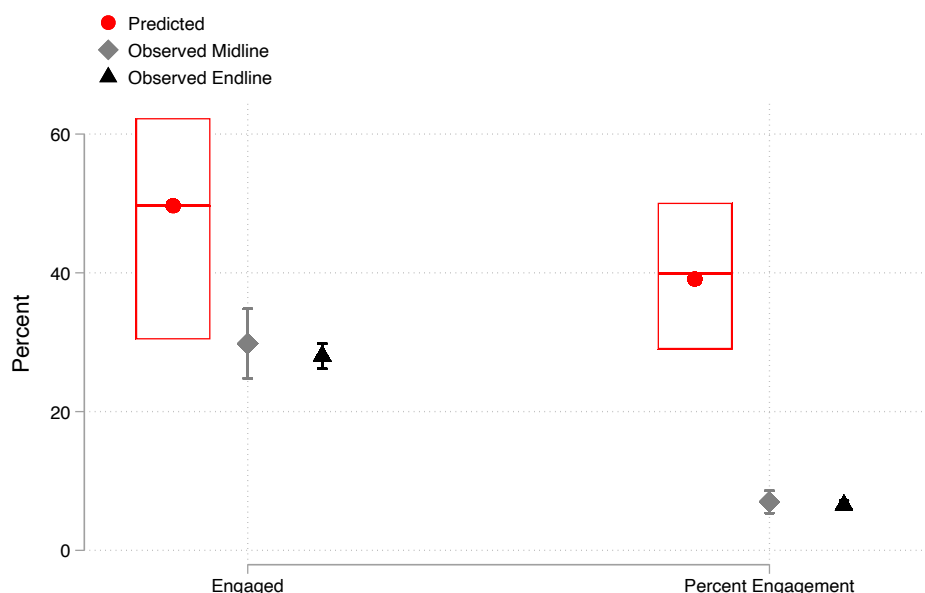 Predicted
Observed Midline
Observed Endline
60
40
20
0
Percent
Engaged
Percent Engagement